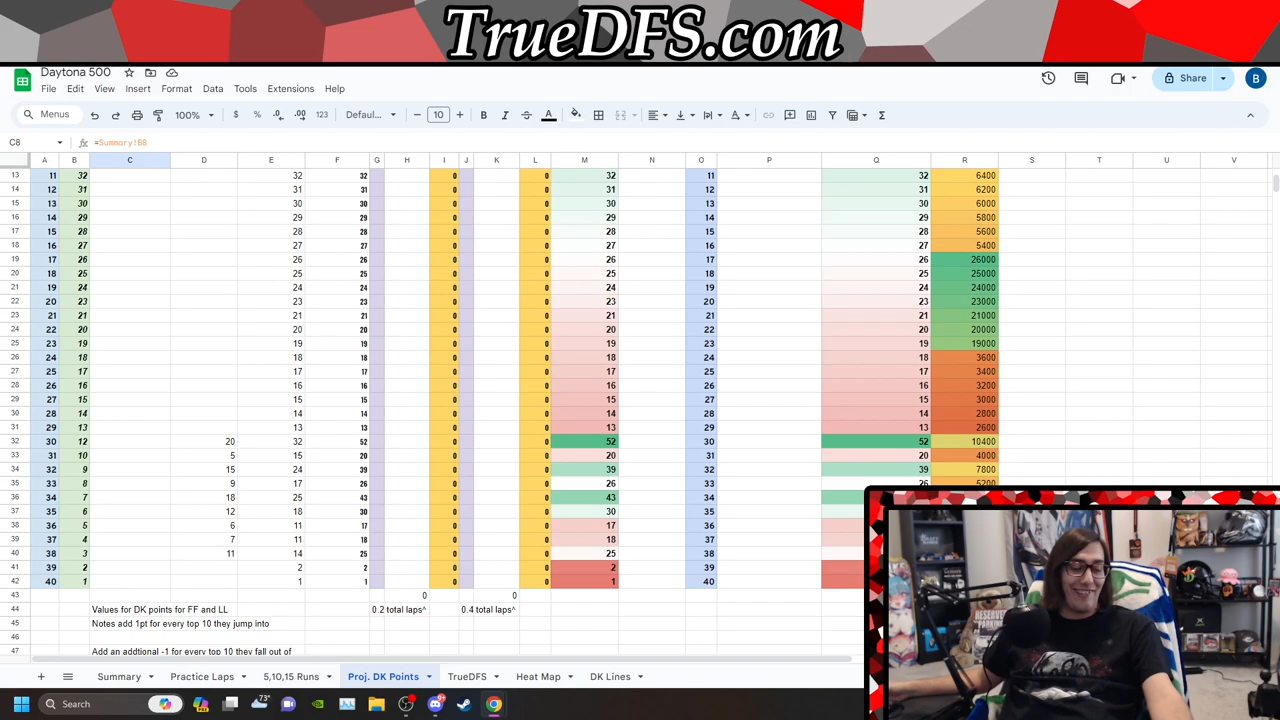 TrueDFS.com
Daytona 500
File Edit View Insert Format Data Tools Extensions Help
Share B
Menus 100% $ % .0 .00 123 Defaul... 10 B I A Σ
C8 fx =Summary!B8
A B C D E F G H I J K L M N O P Q R S T U V
13 11 32 32 32 0 0 32 11 32 6400
14 12 31 31 31 0 0 31 12 31 6200
15 13 30 30 30 0 0 30 13 30 6000
16 14 29 29 29 0 0 29 14 29 5800
17 15 28 28 28 0 0 28 15 28 5600
18 16 27 27 27 0 0 27 16 27 5400
19 17 26 26 26 0 0 26 17 26 26000
20 18 25 25 25 0 0 25 18 25 25000
21 19 24 24 24 0 0 24 19 24 24000
22 20 23 23 23 0 0 23 20 23 23000
23 21 21 21 21 0 0 21 21 21 21000
24 22 20 20 20 0 0 20 22 20 20000
25 23 19 19 19 0 0 19 23 19 19000
26 24 18 18 18 0 0 18 24 18 3600
27 25 17 17 17 0 0 17 25 17 3400
28 26 16 16 16 0 0 16 26 16 3200
29 27 15 15 15 0 0 15 27 15 3000
30 28 14 14 14 0 0 14 28 14 2800
31 29 13 13 13 0 0 13 29 13 2600
32 30 12 20 32 52 0 0 52 30 52 10400
33 31 10 5 15 20 0 0 20 31 20 4000
34 32 9 15 24 39 0 0 39 32 39 7800
35 33 8 9 17 26 0 0 26 33 26 5200
36 34 7 18 25 43 0 0 43 34
37 35 6 12 18 30 0 0 30 35
38 36 5 6 11 17 0 0 17 36
39 37 4 7 11 18 0 0 18 37
40 38 3 11 14 25 0 0 25 38
41 39 2 2 2 0 0 2 39
42 40 1 1 1 0 0 1 40
43 0 0
44 Values for DK points for FF and LL 0.2 total laps^ 0.4 total laps^
45 Notes add 1pt for every top 10 they jump into
46
47 Add an addtional -1 for every top 10 they fall out of
Summary Practice Laps 5,10,15 Runs Proj. DK Points TrueDFS Heat Map DK Lines
Search 73°